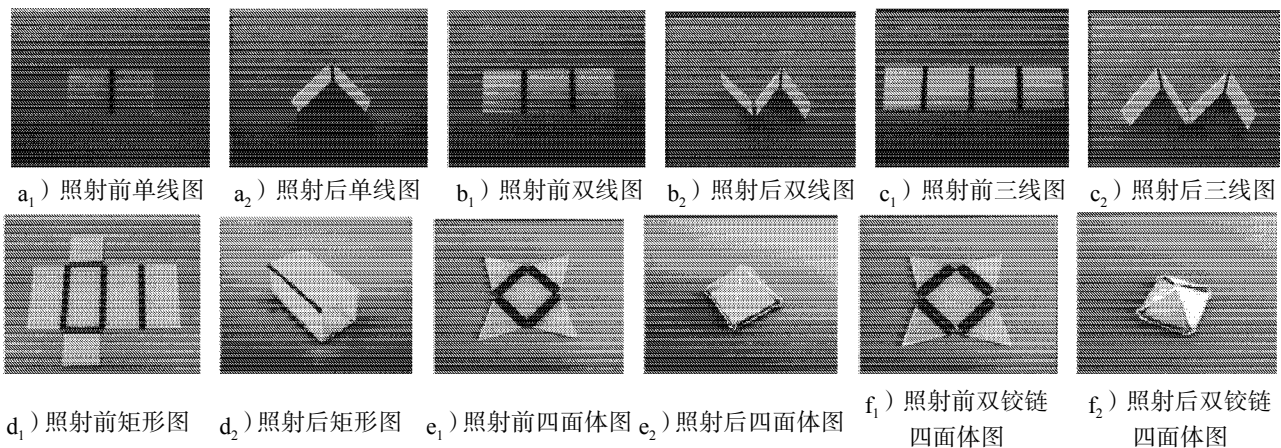 a₁）照射前单线图 a₂）照射后单线图 b₁）照射前双线图 b₂）照射后双线图 c₁）照射前三线图 c₂）照射后三线图
d₁）照射前矩形图 d₂）照射后矩形图 e₁）照射前四面体图 e₂）照射后四面体图 f₁）照射前双铰链 f₂）照射后双铰链
四面体图 四面体图